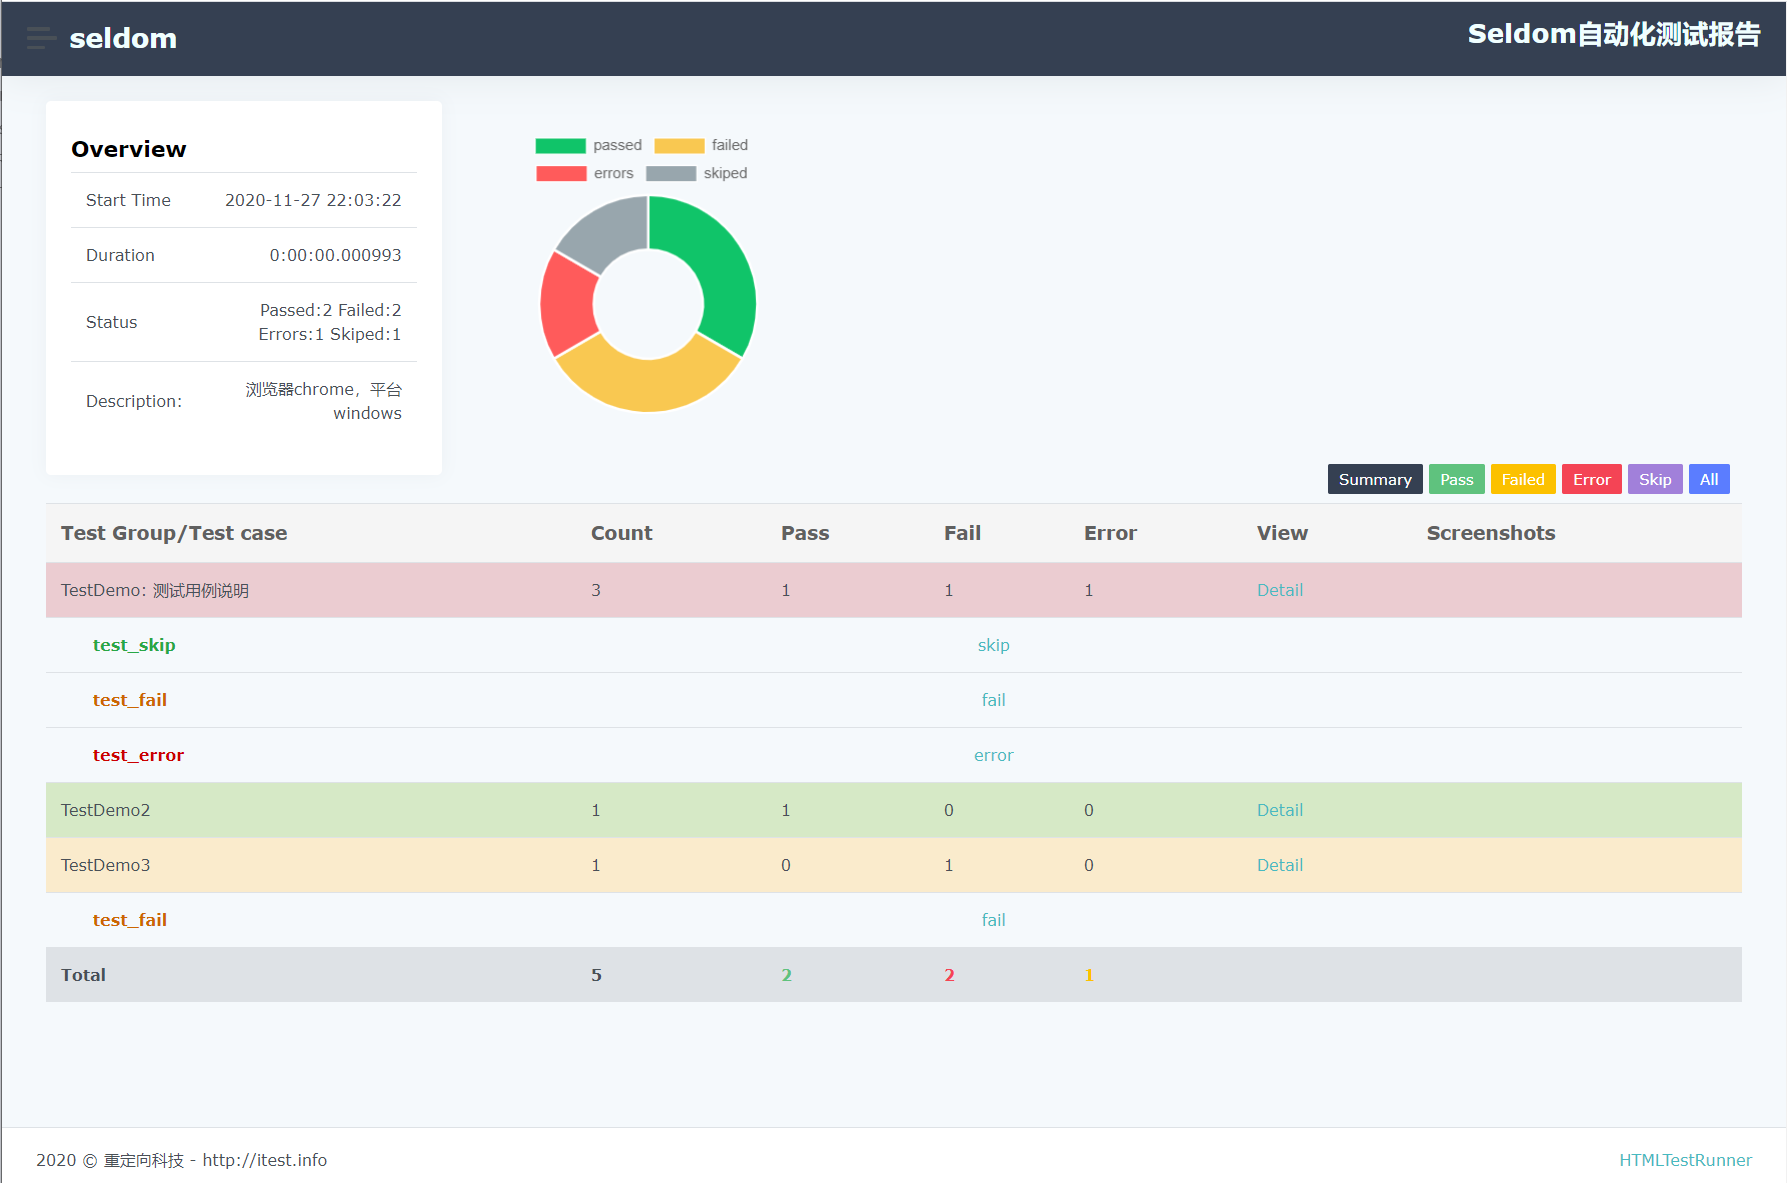 seldom
Seldom自动化测试报告
Overview
Start Time 2020-11-27 22:03:22
Duration 0:00:00.000993
Status Passed:2 Failed:2
Errors:1 Skiped:1
Description: 浏览器chrome，平台
windows
passed failed
errors skiped
Summary Pass Failed Error Skip All
Test Group/Test case Count Pass Fail Error View Screenshots
TestDemo: 测试用例说明 3 1 1 1 Detail
test_skip skip
test_fail fail
test_error error
TestDemo2 1 1 0 0 Detail
TestDemo3 1 0 1 0 Detail
test_fail fail
Total 5 2 2 1
2020 © 重定向科技 - http://itest.info
HTMLTestRunner